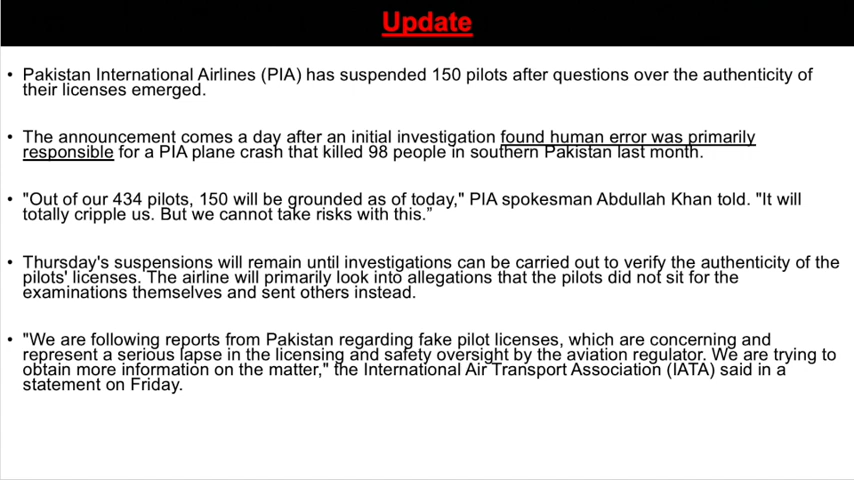 Update
• Pakistan International Airlines (PIA) has suspended 150 pilots after questions over the authenticity of
their licenses emerged.
• The announcement comes a day after an initial investigation found human error was primarily
responsible for a PIA plane crash that killed 98 people in southern Pakistan last month.
• "Out of our 434 pilots, 150 will be grounded as of today," PIA spokesman Abdullah Khan told. "It will
totally cripple us. But we cannot take risks with this.”
• Thursday's suspensions will remain until investigations can be carried out to verify the authenticity of the
pilots' licenses. The airline will primarily look into allegations that the pilots did not sit for the
examinations themselves and sent others instead.
• "We are following reports from Pakistan regarding fake pilot licenses, which are concerning and
represent a serious lapse in the licensing and safety oversight by the aviation regulator. We are trying to
obtain more information on the matter," the International Air Transport Association (IATA) said in a
statement on Friday.